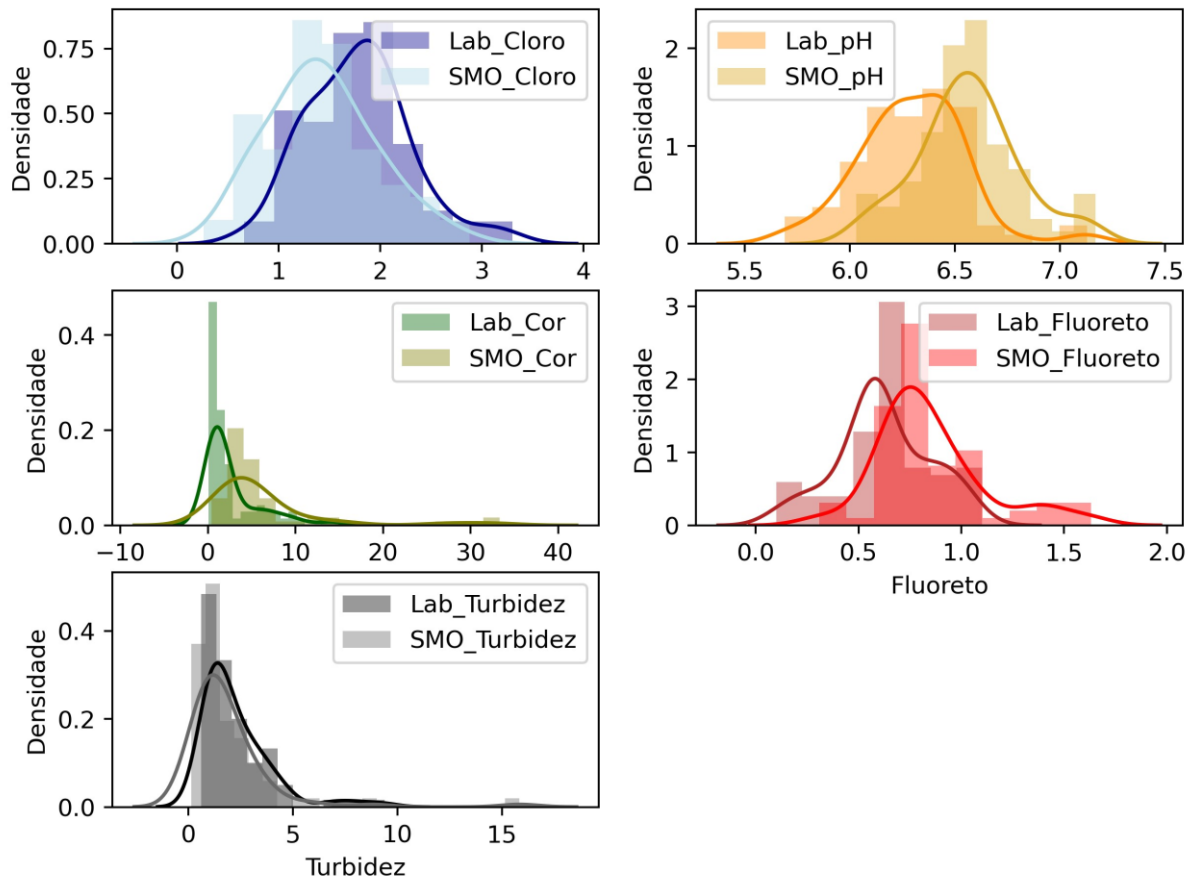 Densidade
0.75
0.50
0.25
0.00
Lab_Cloro
SMO_Cloro
0
1
2
3
4
Densidade
2
1
0
Lab_pH
SMO_pH
5.5
6.0
6.5
7.0
7.5
Densidade
0.4
0.2
0.0
Lab_Cor
SMO_Cor
−10
0
10
20
30
40
Densidade
3
2
1
0
Lab_Fluoreto
SMO_Fluoreto
0.0
0.5
1.0
1.5
2.0
Fluoreto
Densidade
0.4
0.2
0.0
Lab_Turbidez
SMO_Turbidez
0
5
10
15
Turbidez